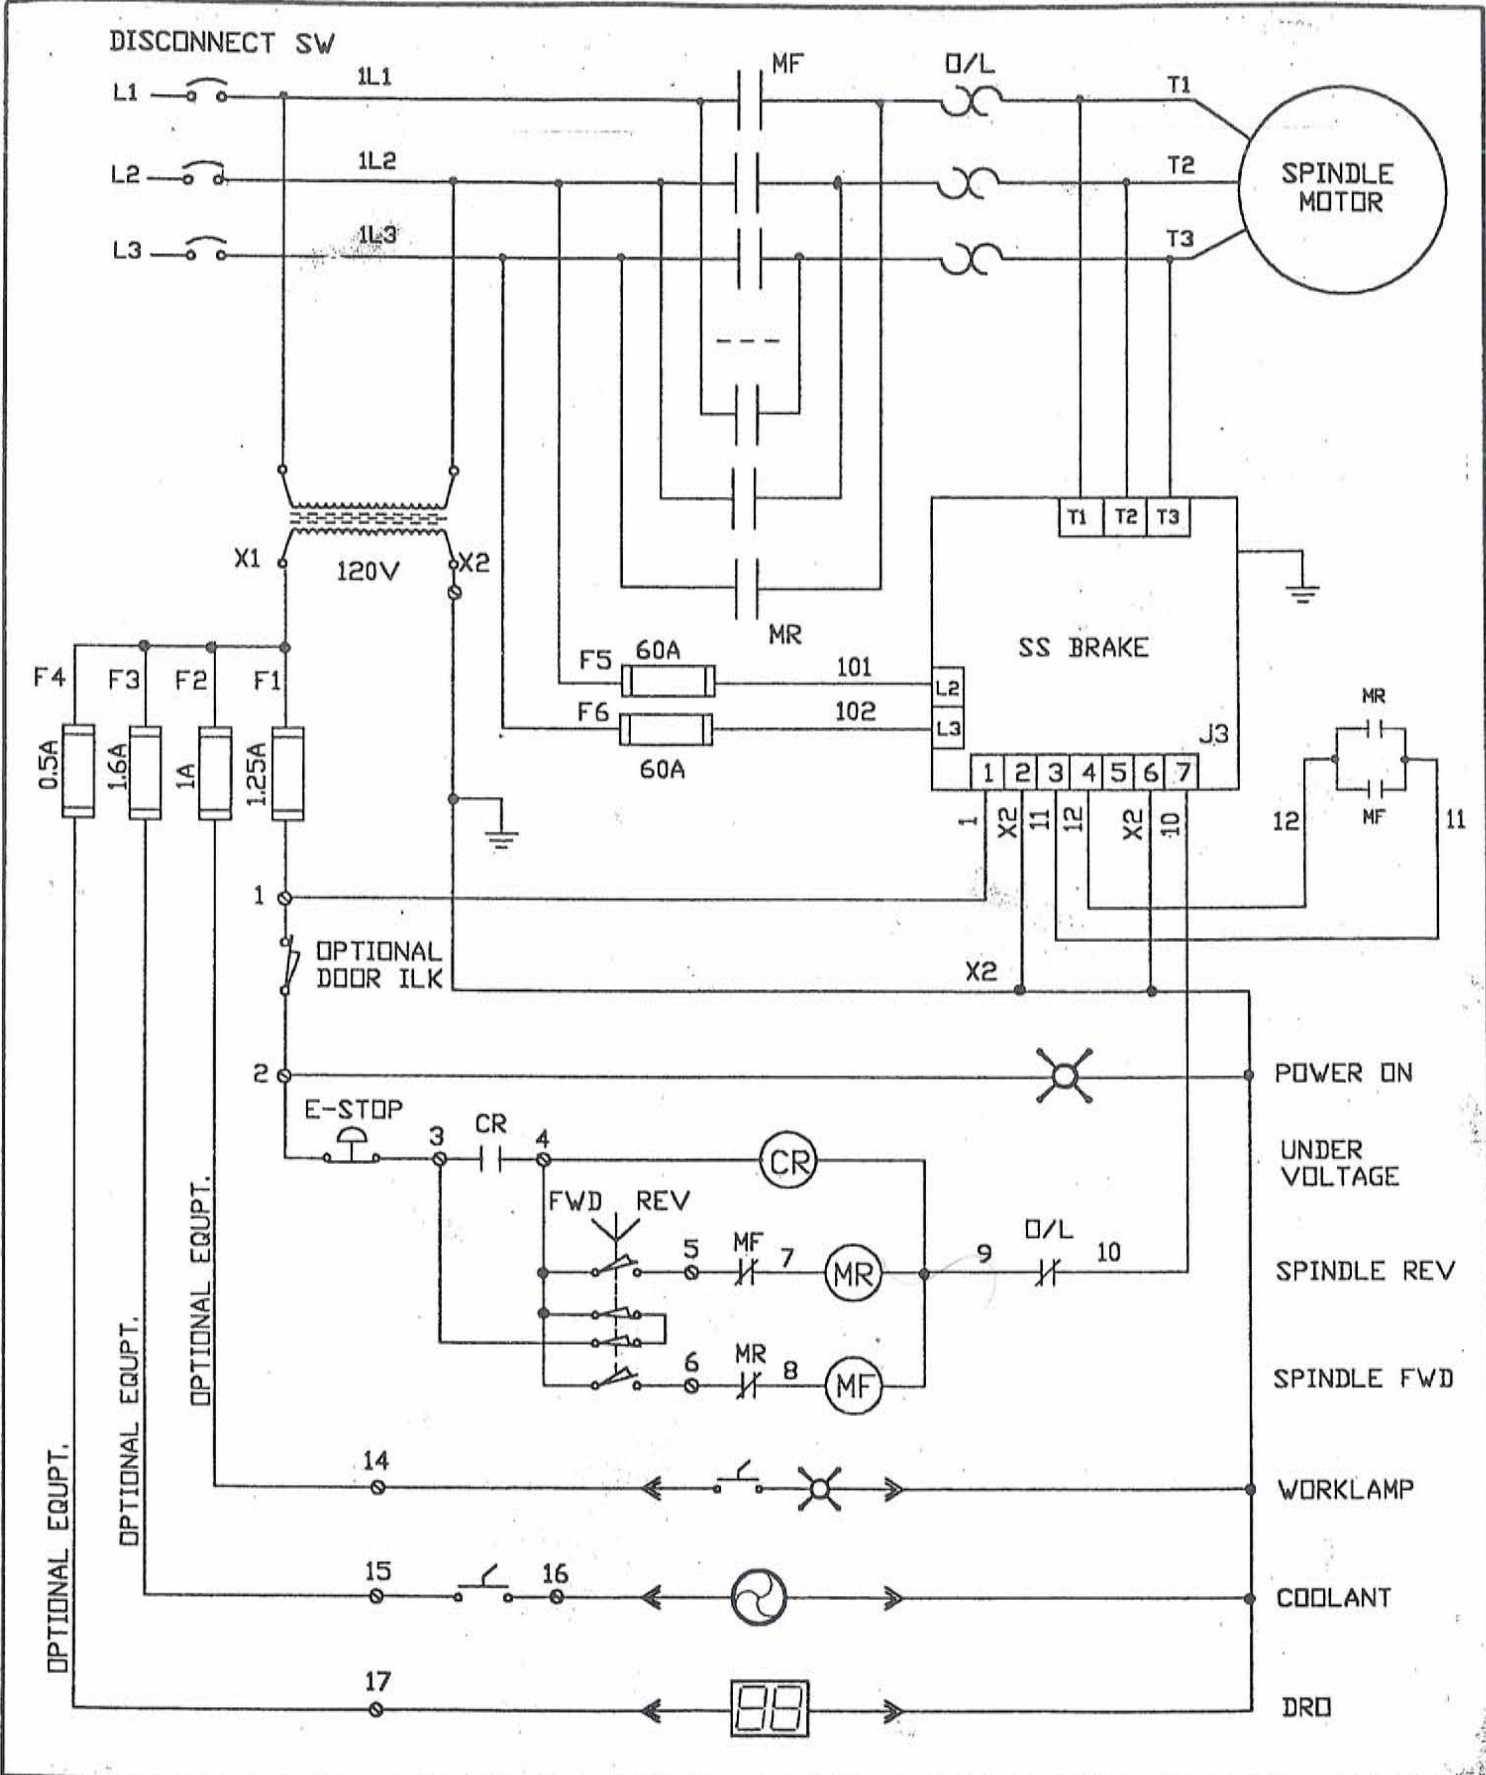 DISCONNECT SW
L1
1L1
MF
O/L
T1
L2
1L2
T2
SPINDLE
MOTOR
L3
1L3
T3
T1
T2
T3
X1
120V
X2
MR
SS BRAKE
F4
F3
F2
F1
F5
60A
101
L2
F6
102
L3
60A
J3
MR
0.5A
1.6A
1A
1.25A
1
2
3
4
5
6
7
MF
1
X2
11
12
X2
10
12
11
1
OPTIONAL
DOOR ILK
X2
2
POWER ON
E-STOP
3
CR
4
CR
UNDER
VOLTAGE
FWD
REV
O/L
5
MF
7
MR
9
10
SPINDLE REV
6
MR
8
MF
SPINDLE FWD
OPTIONAL EQUPT.
OPTIONAL EQUPT.
OPTIONAL EQUPT.
14
WORKLAMP
15
16
COOLANT
17
DRO